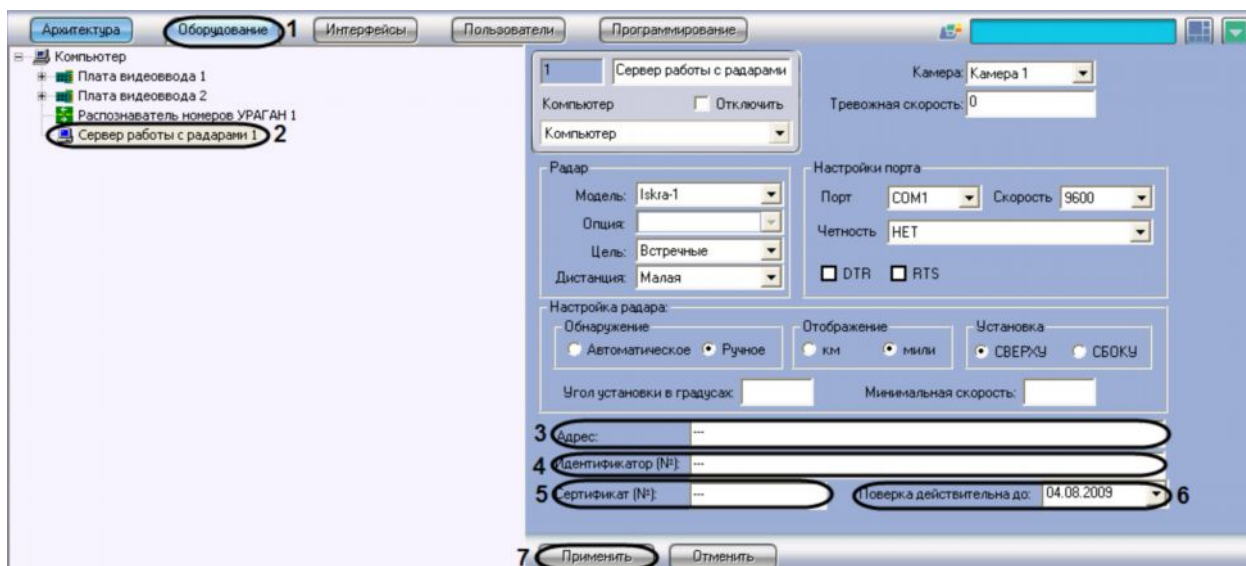 Архитектура Оборудование 1 Интерфейсы Пользователи Программирование
Компьютер
Плата видеоввода 1
Плата видеоввода 2
Распознаватель номеров УРАГАН 1
Сервер работы с радарами 1 2
1 Сервер работы с радарами
Компьютер Отключить
Компьютер
Камера: Камера 1
Тревожная скорость: 0
Радар
Модель: Iskra-1
Опция:
Цель: Встречные
Дистанция: Малая
Настройки порта
Порт COM1 Скорость 9600
Четность НЕТ
DTR RTS
Настройка радара:
Обнаружение
Автоматическое Ручное
Отображение
км мили
Установка
СВЕРХУ СБОКУ
Угол установки в градусах: Минимальная скорость:
3 Адрес: ---
4 Идентификатор (№): ---
5 Сертификат (№): --- Поверка действительна до: 04.08.2009 6
7 Применить Отменить